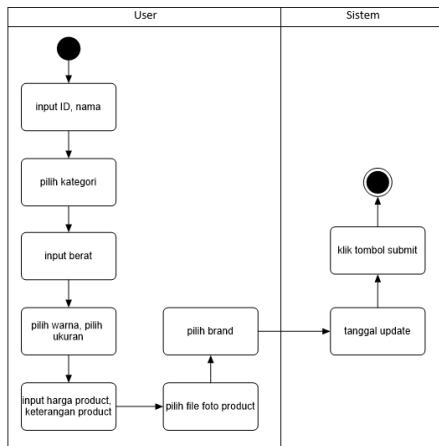 User
Sistem
input ID, nama
pilih kategori
input berat
pilih warna, pilih
ukuran
input harga product,
keterangan product
pilih file foto product
pilih brand
tanggal update
klik tombol submit